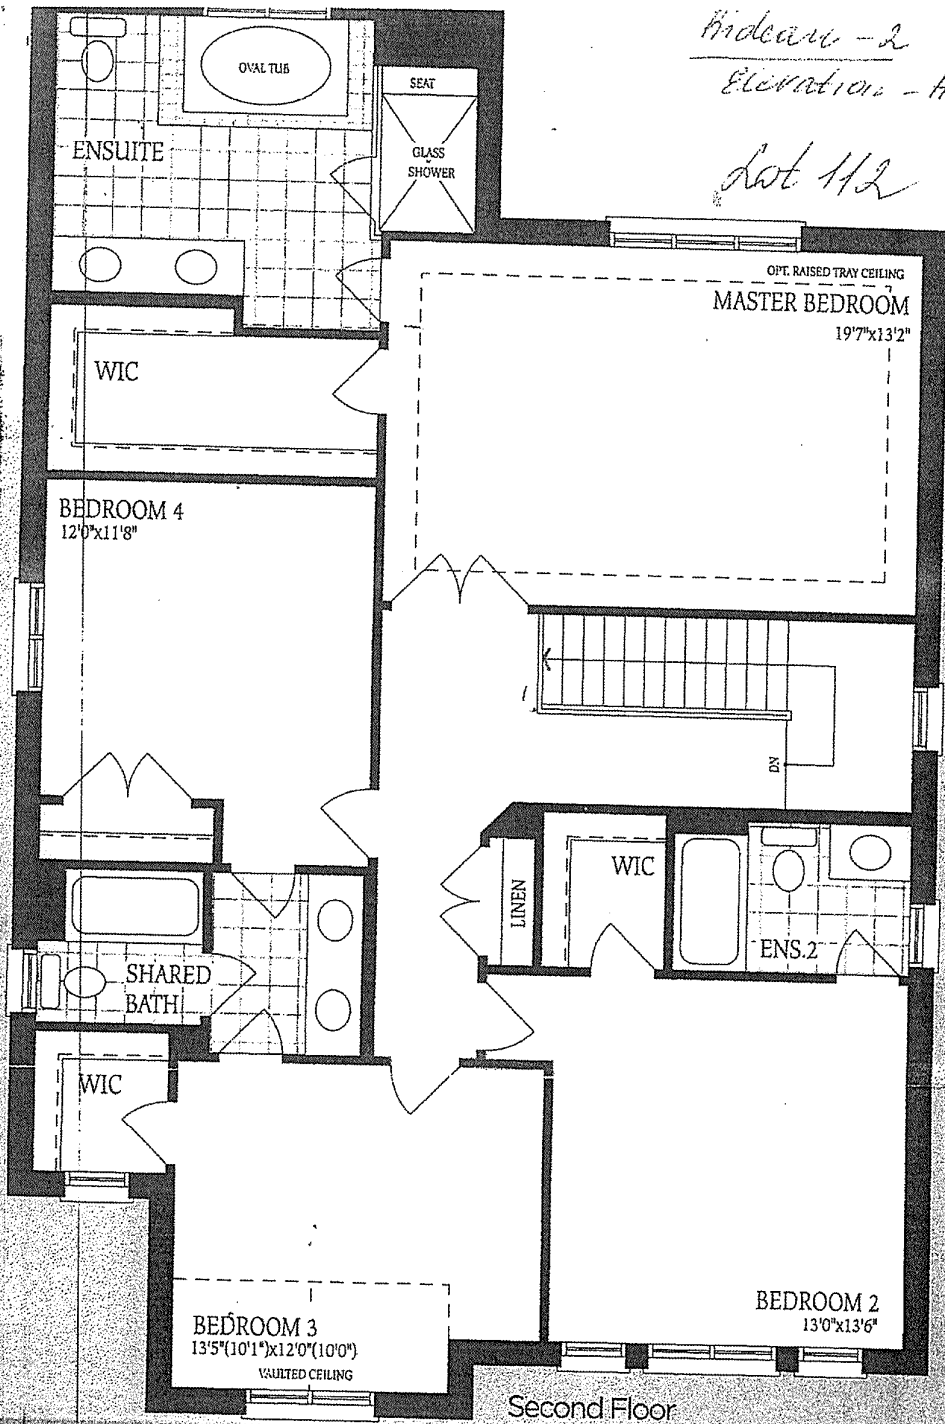 Rideau - 2
Elevation - A
Lot 112
OVAL TUB
SEAT
ENSUITE
GLASS
SHOWER
OPT. RAISED TRAY CEILING
MASTER BEDROOM
19'7"x13'2"
WIC
BEDROOM 4
12'0"x11'8"
DN
WIC
LINEN
ENS.2
SHARED
BATH
WIC
BEDROOM 2
13'0"x13'6"
BEDROOM 3
13'5"(10'1")x12'0"(10'0")
VAULTED CEILING
Second Floor